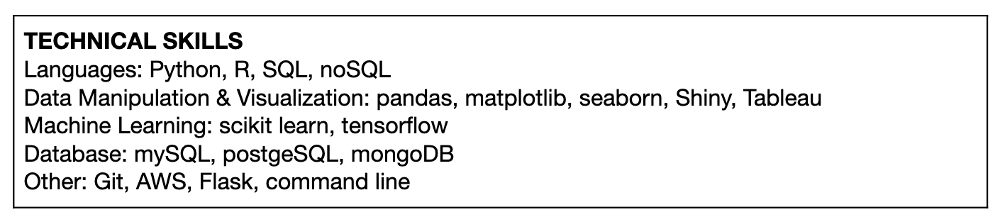 TECHNICAL SKILLS
Languages: Python, R, SQL, noSQL
Data Manipulation & Visualization: pandas, matplotlib, seaborn, Shiny, Tableau
Machine Learning: scikit learn, tensorflow
Database: mySQL, postgeSQL, mongoDB
Other: Git, AWS, Flask, command line